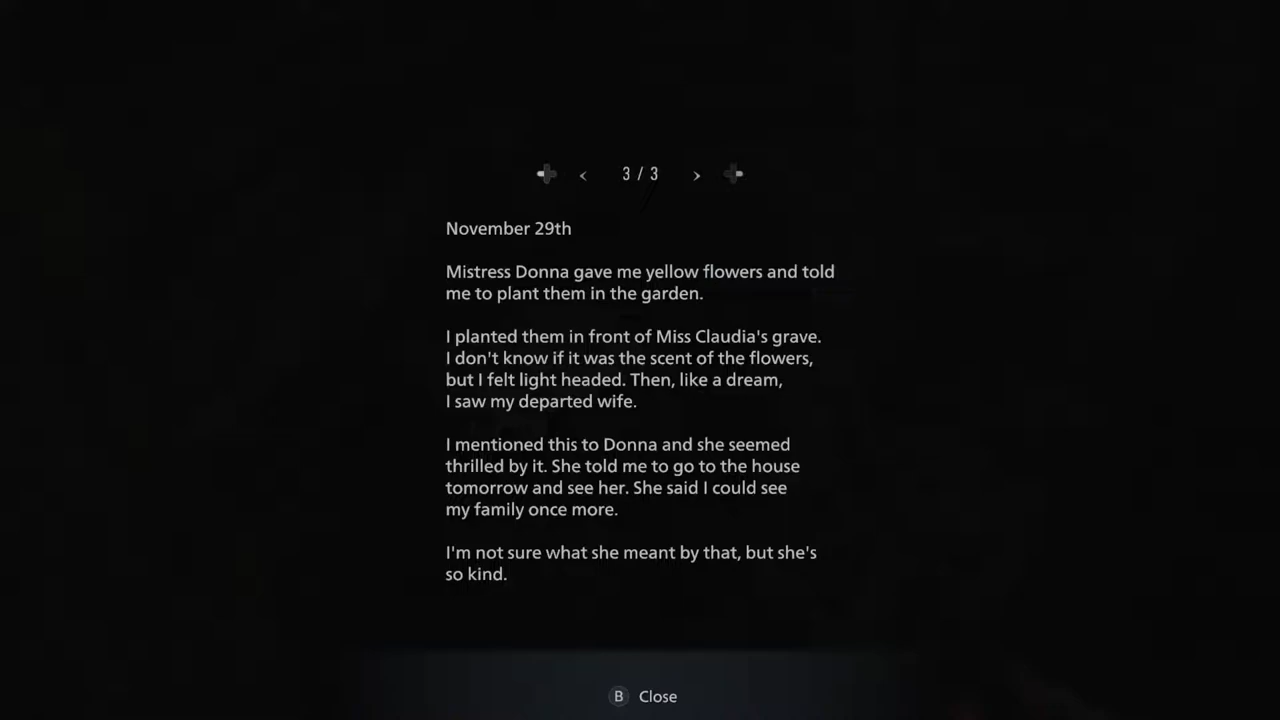 < 3 / 3 >
November 29th
Mistress Donna gave me yellow flowers and told
me to plant them in the garden.
I planted them in front of Miss Claudia's grave.
I don't know if it was the scent of the flowers,
but I felt light headed. Then, like a dream,
I saw my departed wife.
I mentioned this to Donna and she seemed
thrilled by it. She told me to go to the house
tomorrow and see her. She said I could see
my family once more.
I'm not sure what she meant by that, but she's
so kind.
B Close